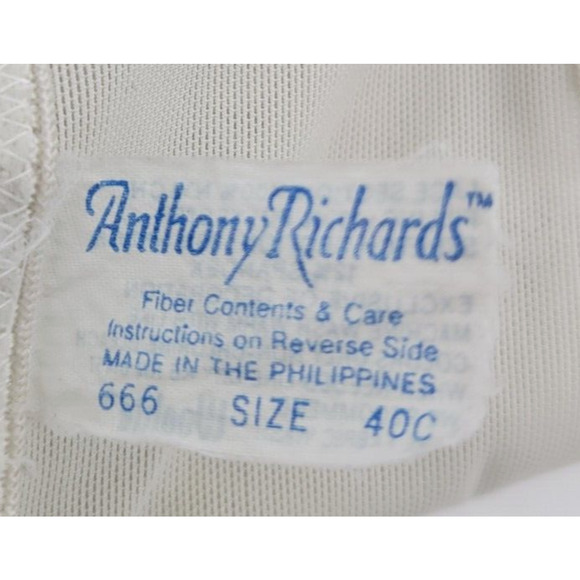 Anthony Richards™
Fiber Contents & Care
Instructions on Reverse Side
MADE IN THE PHILIPPINES
666 SIZE 40C